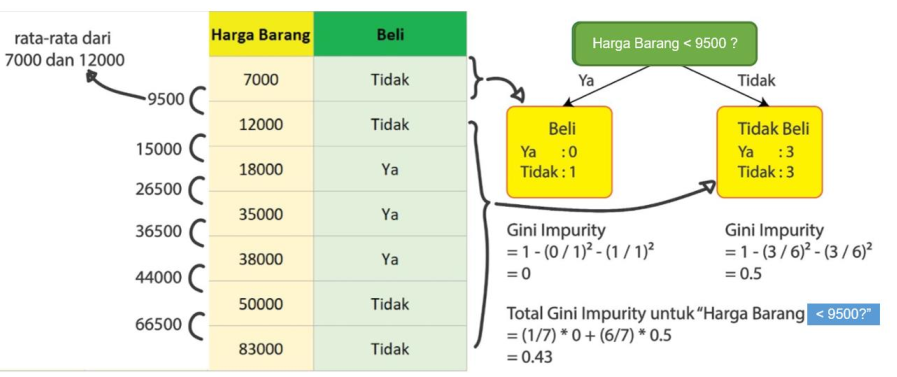 rata-rata dari
7000 dan 12000
9500
15000
26500
36500
44000
66500
Harga Barang Beli
7000 Tidak
12000 Tidak
18000 Ya
35000 Ya
38000 Ya
50000 Tidak
83000 Tidak
Harga Barang < 9500 ?
Ya Tidak
Beli
Ya : 0
Tidak : 1
Tidak Beli
Ya : 3
Tidak : 3
Gini Impurity
= 1 - (0 / 1)² - (1 / 1)²
= 0
Gini Impurity
= 1 - (3 / 6)² - (3 / 6)²
= 0.5
Total Gini Impurity untuk “Harga Barang < 9500?”
= (1/7) * 0 + (6/7) * 0.5
= 0.43